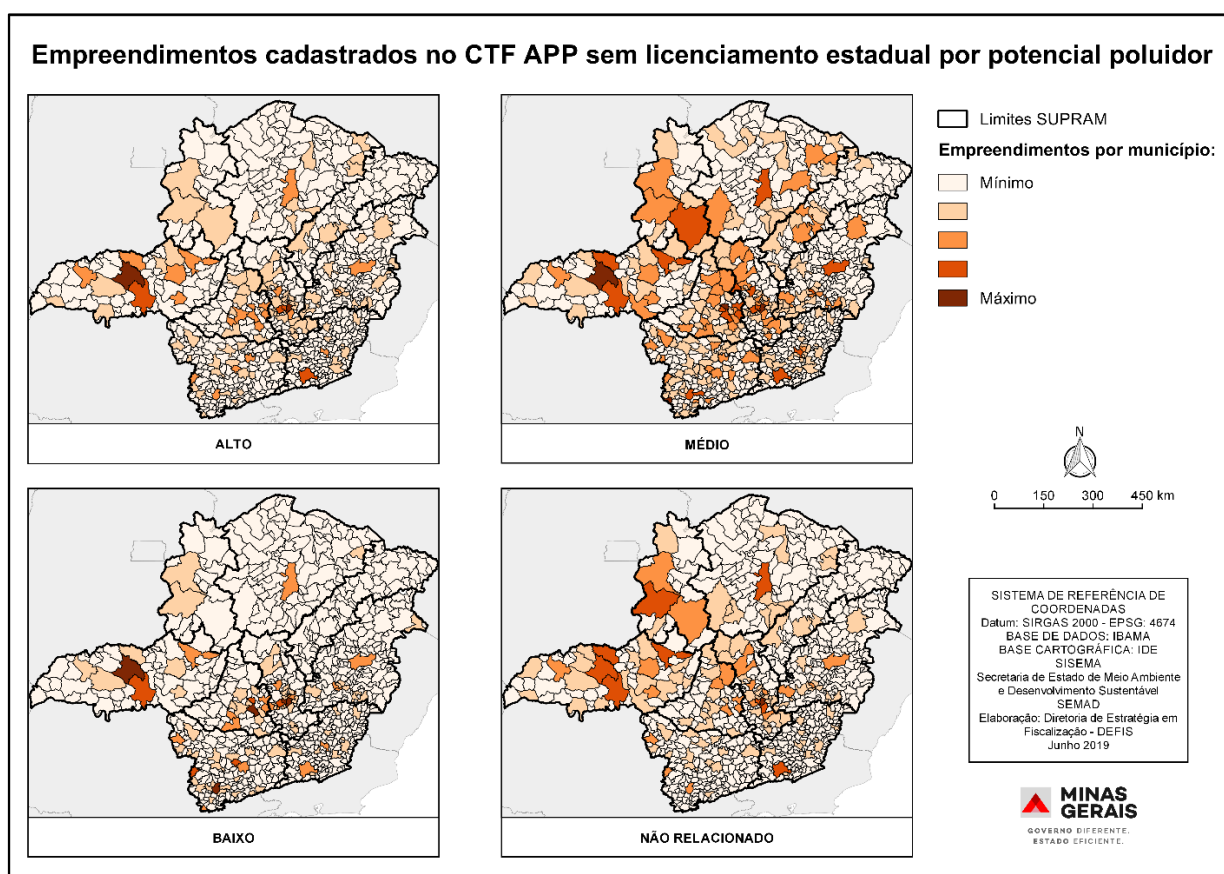 Empreendimentos cadastrados no CTF APP sem licenciamento estadual por potencial poluidor
ALTO
MÉDIO
BAIXO
NÃO RELACIONADO
Limites SUPRAM
Empreendimentos por município:
Mínimo
Máximo
N
0 150 300 450 km
SISTEMA DE REFERÊNCIA DE
COORDENADAS
Datum: SIRGAS 2000 - EPSG: 4674
BASE DE DADOS: IBAMA
BASE CARTOGRÁFICA: IDE
SISEMA
Secretaria de Estado de Meio Ambiente
e Desenvolvimento Sustentável
SEMAD
Elaboração: Diretoria de Estratégia em
Fiscalização - DEFIS
Junho 2019
MINAS
GERAIS
GOVERNO DIFERENTE.
ESTADO EFICIENTE.